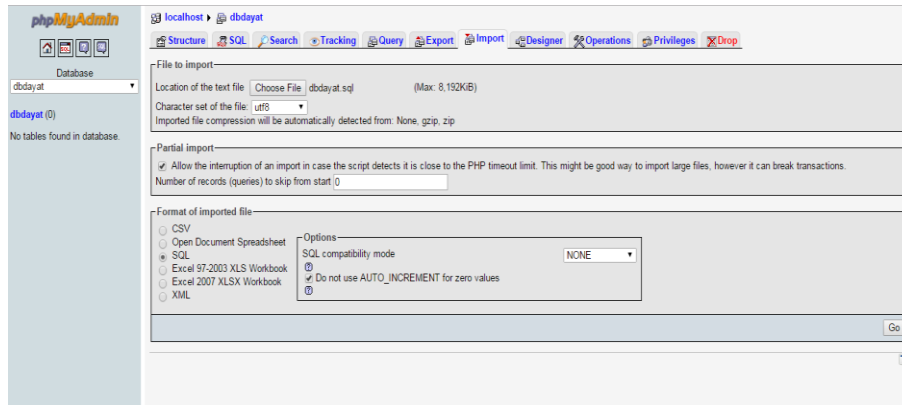 phpMyAdmin
Database
dbdayat
dbdayat (0)
No tables found in database.
localhost dbdayat
Structure SQL Search Tracking Query Export Import Designer Operations Privileges Drop
File to import
Location of the text file Choose File dbdayat.sql (Max: 8,192KiB)
Character set of the file: utf8
Imported file compression will be automatically detected from: None, gzip, zip
Partial import
Allow the interruption of an import in case the script detects it is close to the PHP timeout limit. This might be good way to import large files, however it can break transactions.
Number of records (queries) to skip from start 0
Format of imported file
CSV
Open Document Spreadsheet
SQL
Excel 97-2003 XLS Workbook
Excel 2007 XLSX Workbook
XML
Options
SQL compatibility mode NONE
Do not use AUTO_INCREMENT for zero values
Go